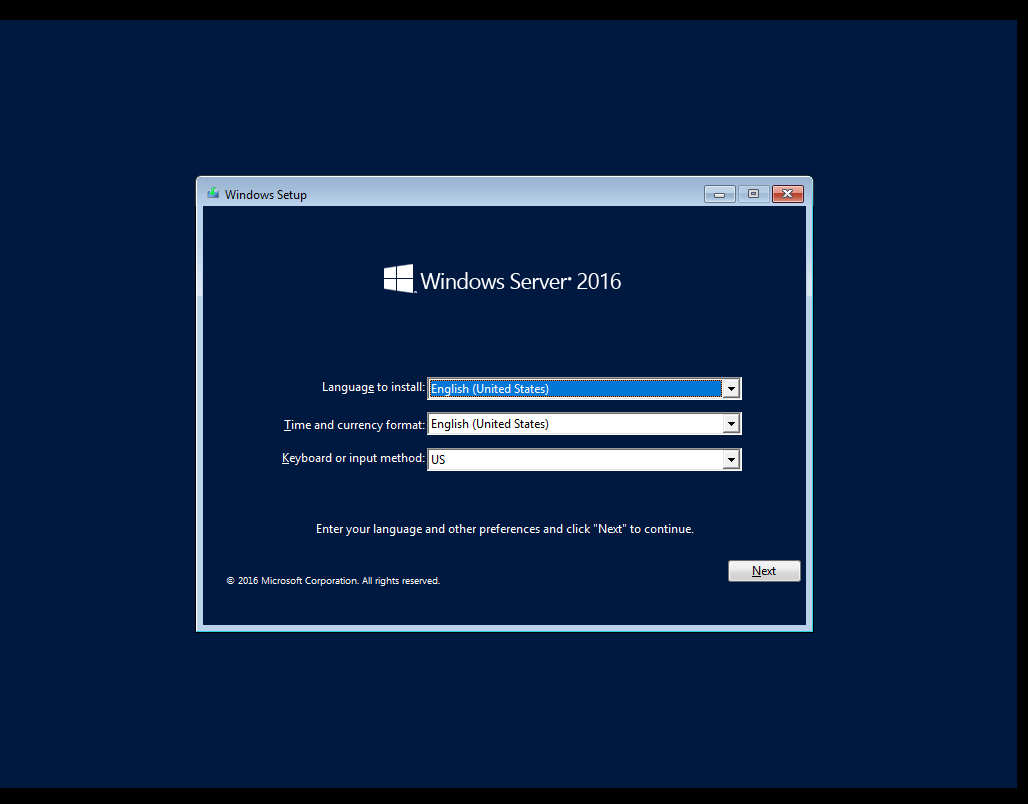 Windows Setup
Windows Server® 2016
Language to install: English (United States)
Time and currency format: English (United States)
Keyboard or input method: US
Enter your language and other preferences and click "Next" to continue.
Next
© 2016 Microsoft Corporation. All rights reserved.